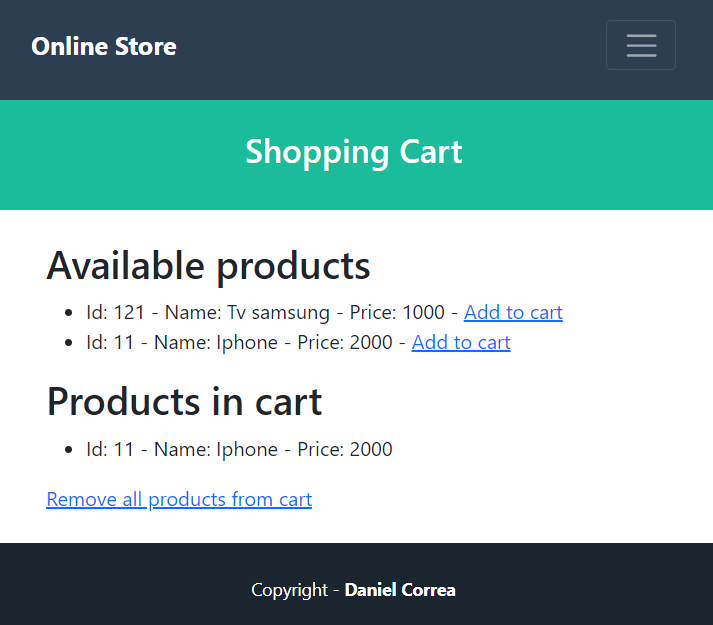 Online Store
Shopping Cart
Available products
Id: 121 - Name: Tv samsung - Price: 1000 - Add to cart
Id: 11 - Name: Iphone - Price: 2000 - Add to cart
Products in cart
Id: 11 - Name: Iphone - Price: 2000
Remove all products from cart
Copyright - Daniel Correa